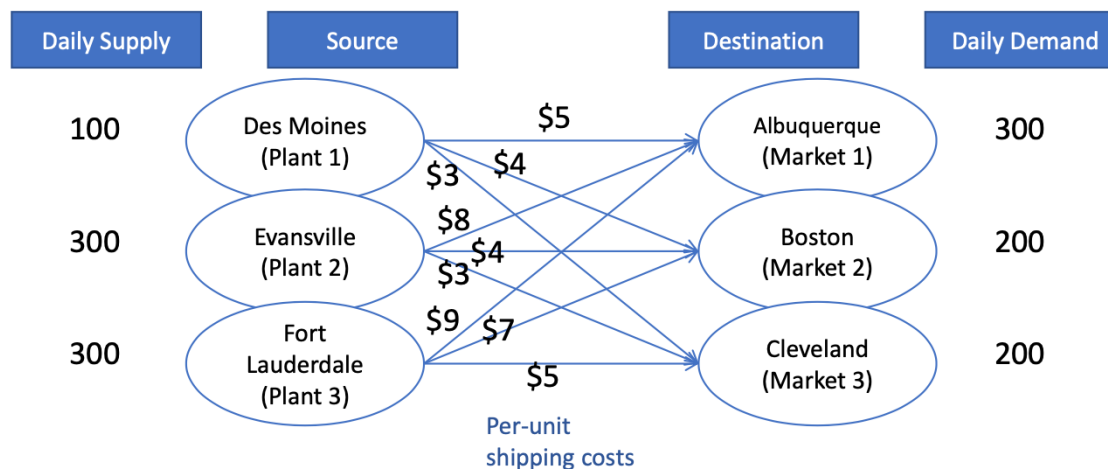 Daily Supply
Source
Destination
Daily Demand
100
Des Moines
(Plant 1)
$5
Albuquerque
(Market 1)
300
$4
$3
$8
300
Evansville
(Plant 2)
$4
$3
Boston
(Market 2)
200
$9
$7
300
Fort
Lauderdale
(Plant 3)
$5
Cleveland
(Market 3)
200
Per-unit
shipping costs